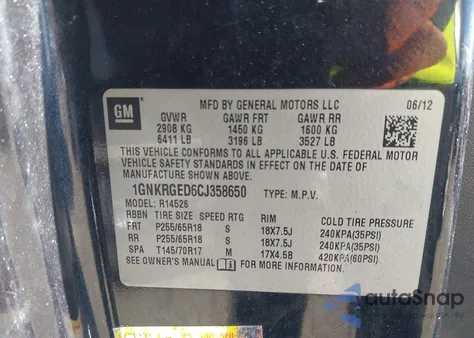 GM
MFD BY GENERAL MOTORS LLC 06/12
GVWR GAWR FRT GAWR RR
2908 KG 1450 KG 1600 KG
6411 LB 3196 LB 3527 LB
THIS VEHICLE CONFORMS TO ALL APPLICABLE U.S. FEDERAL MOTOR
VEHICLE SAFETY STANDARDS IN EFFECT ON THE DATE OF
MANUFACTURE SHOWN ABOVE.
1GNKRGED6CJ358650 TYPE: M.P.V.
MODEL: R14526
RBBN TIRE SIZE SPEED RTG RIM COLD TIRE PRESSURE
FRT P255/65R18 S 18X7.5J 240KPA(35PSI)
RR P255/65R18 S 18X7.5J 240KPA(35PSI)
SPA T145/70R17 M 17X4.5B 420KPA(60PSI)
SEE OWNER'S MANUAL FOR MORE INFORMATION.
autoSnap